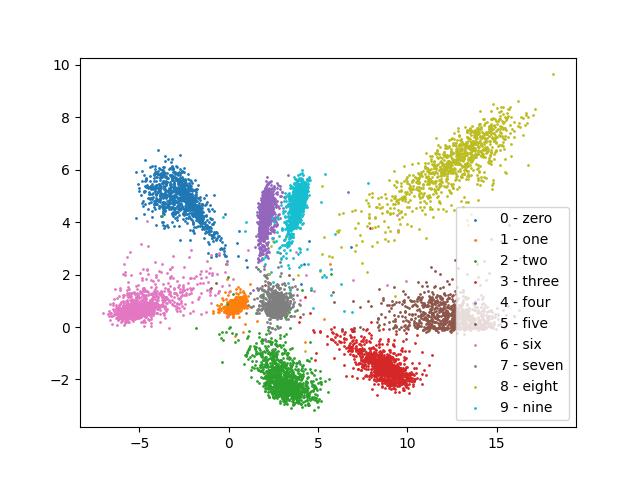 10
8
6
4
2
0
−2
−5
0
5
10
15
0 - zero
1 - one
2 - two
3 - three
4 - four
5 - five
6 - six
7 - seven
8 - eight
9 - nine